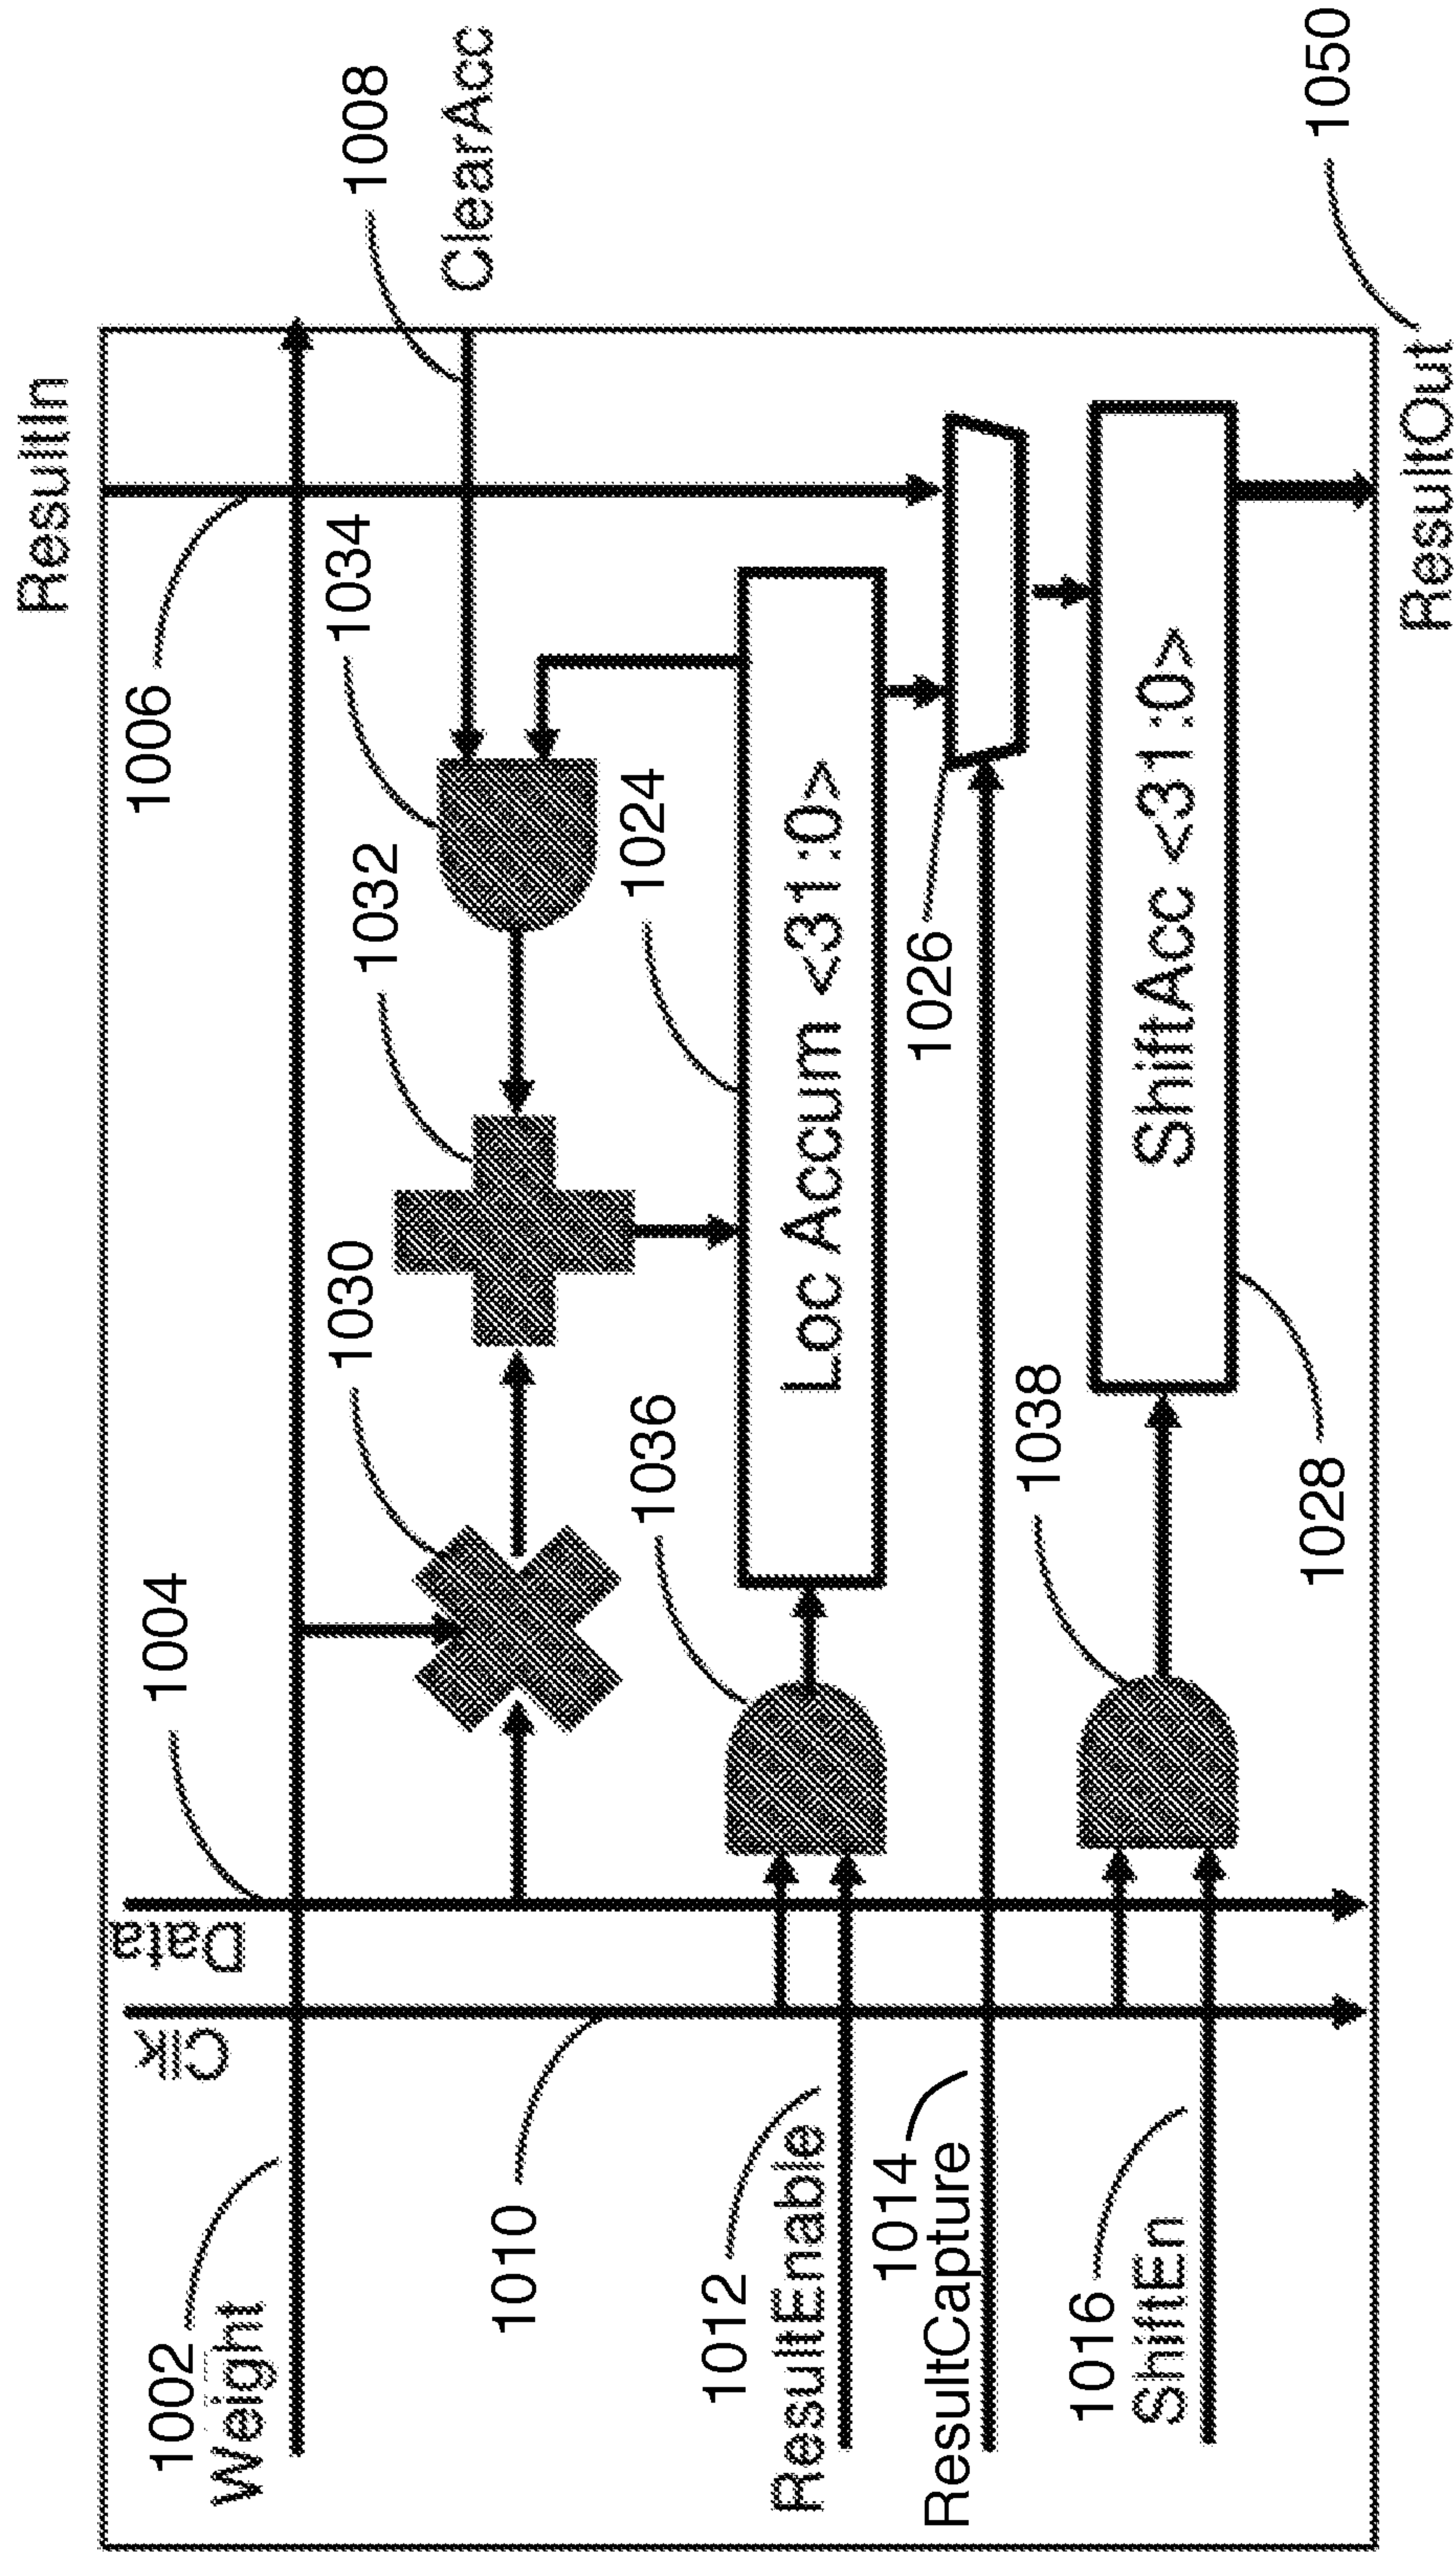 ResultIn
1006
1008
ClearAcc
1002
Weight
Clk
Data
1004
1030
1032
1034
1010
1036
1024
Loc Accum <31:0>
1012
ResultEnable
1014
ResultCapture
1026
1038
1016
ShiftEn
ShiftAcc <31:0>
1028
ResultOut
1050